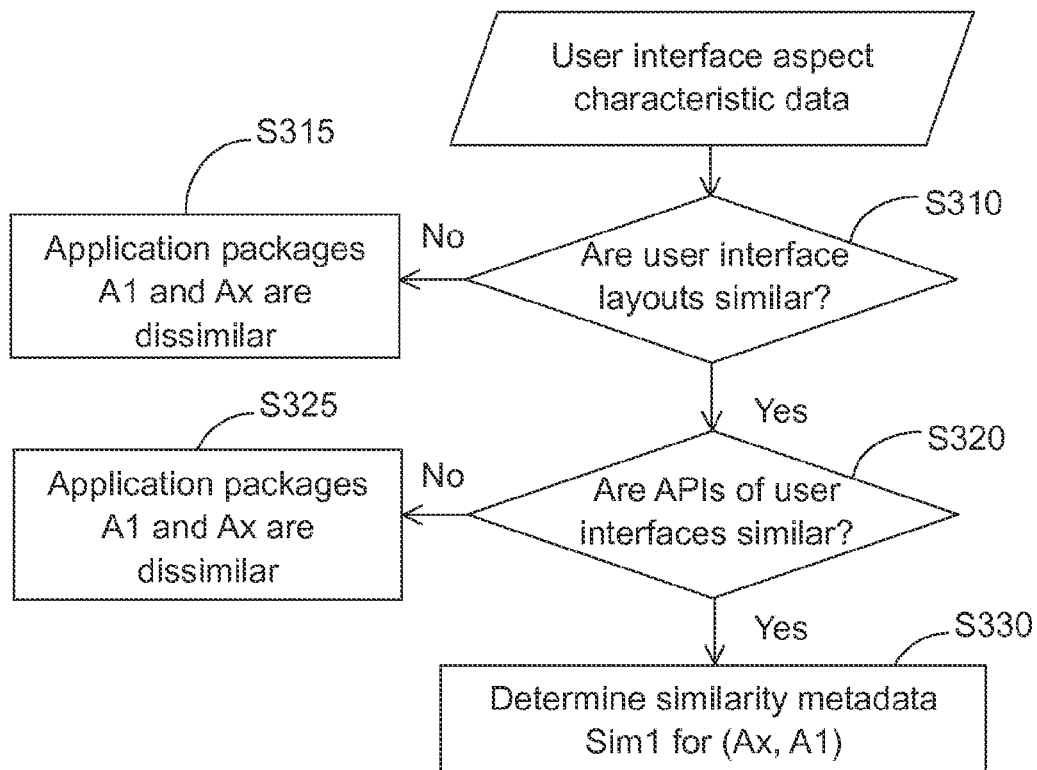 User interface aspect
characteristic data
S315
S310
Application packages
A1 and Ax are
dissimilar
No
Are user interface
layouts similar?
Yes
S325
S320
Application packages
A1 and Ax are
dissimilar
No
Are APIs of user
interfaces similar?
Yes
S330
Determine similarity metadata
Sim1 for (Ax, A1)